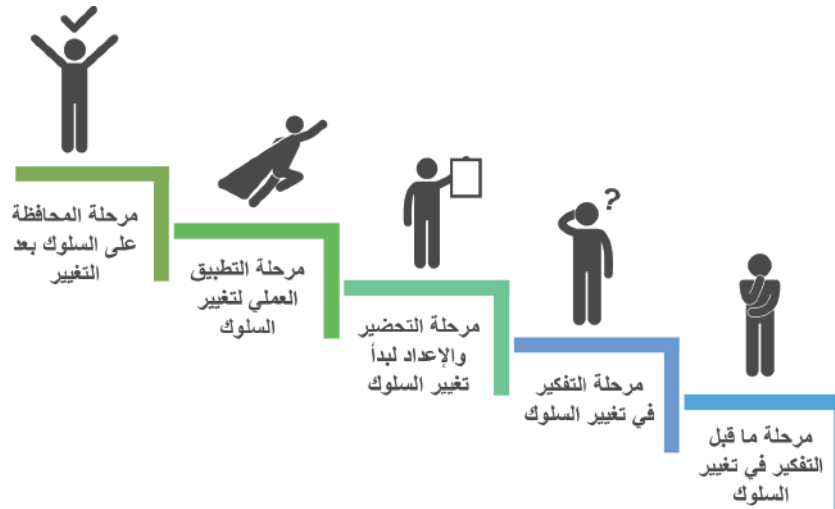 مرحلة ما قبل
التفكير في تغيير
السلوك
مرحلة التفكير
في تغيير السلوك
مرحلة التحضير
والإعداد لبدأ
تغيير السلوك
مرحلة التطبيق
العملي لتغيير
السلوك
مرحلة المحافظة
على السلوك بعد
التغيير
?